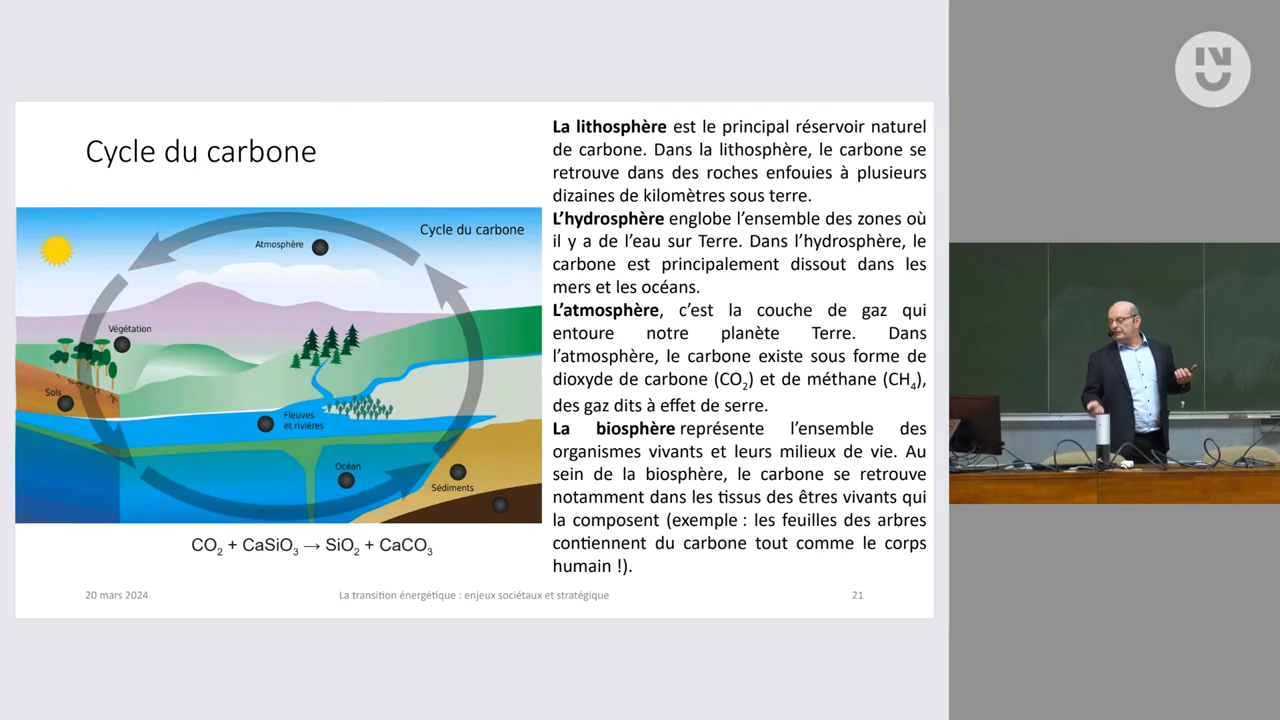 Cycle du carbone
Cycle du carbone
Atmosphère
Végétation
Sols
Fleuves
et rivières
Océan
Sédiments
CO₂ + CaSiO₃ → SiO₂ + CaCO₃
La lithosphère est le principal réservoir naturel
de carbone. Dans la lithosphère, le carbone se
retrouve dans des roches enfouies à plusieurs
dizaines de kilomètres sous terre.
L’hydrosphère englobe l’ensemble des zones où
il y a de l’eau sur Terre. Dans l’hydrosphère, le
carbone est principalement dissout dans les
mers et les océans.
L’atmosphère, c’est la couche de gaz qui
entoure notre planète Terre. Dans
l’atmosphère, le carbone existe sous forme de
dioxyde de carbone (CO₂) et de méthane (CH₄),
des gaz dits à effet de serre.
La biosphère représente l’ensemble des
organismes vivants et leurs milieux de vie. Au
sein de la biosphère, le carbone se retrouve
notamment dans les tissus des êtres vivants qui
la composent (exemple : les feuilles des arbres
contiennent du carbone tout comme le corps
humain !).
20 mars 2024
La transition énergétique : enjeux sociétaux et stratégique
21